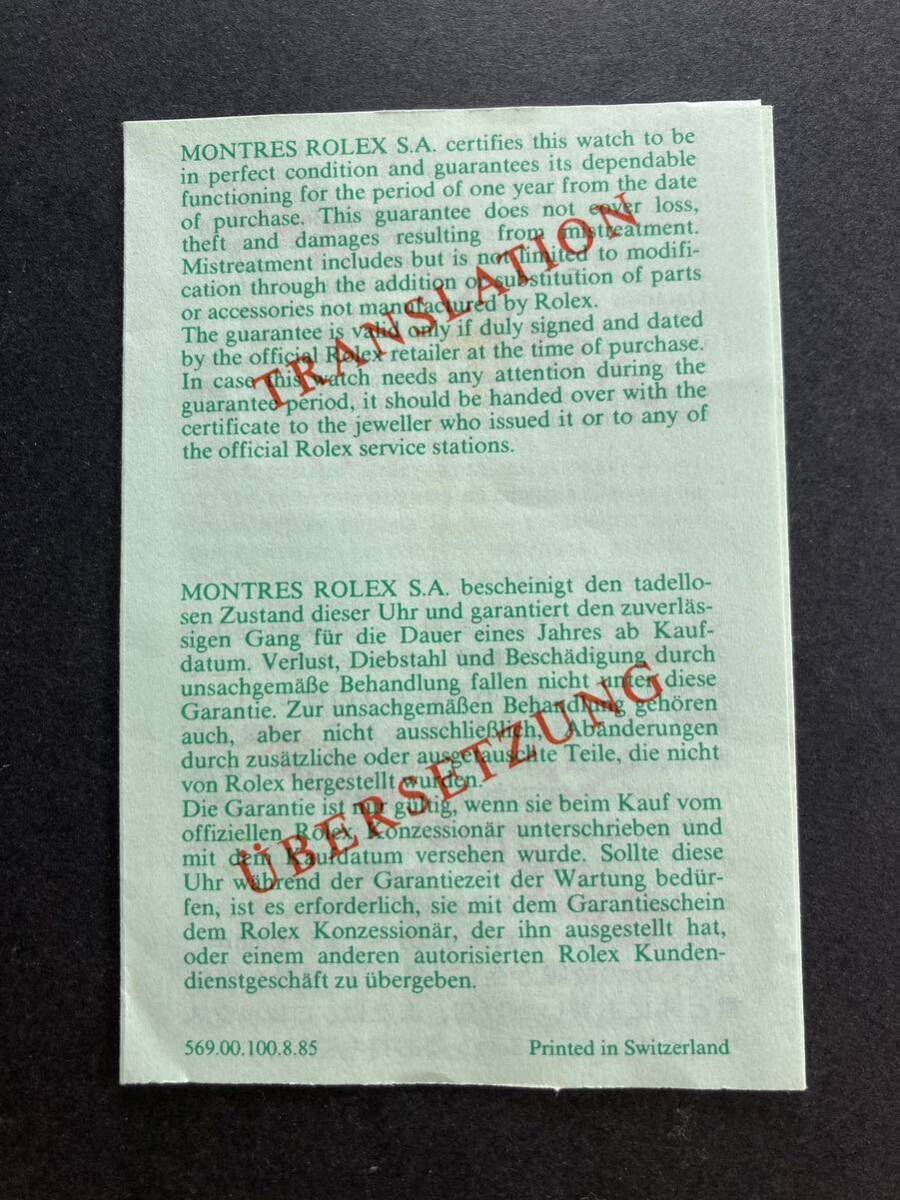 MONTRES ROLEX S.A. certifies this watch to be
in perfect condition and guarantees its dependable
functioning for the period of one year from the date
of purchase. This guarantee does not cover loss,
theft and damages resulting from mistreatment.
Mistreatment includes but is not limited to modifi-
cation through the addition or substitution of parts
or accessories not manufactured by Rolex.
The guarantee is valid only if duly signed and dated
by the official Rolex retailer at the time of purchase.
In case this watch needs any attention during the
guarantee period, it should be handed over with the
certificate to the jeweller who issued it or to any of
the official Rolex service stations.
TRANSLATION
MONTRES ROLEX S.A. bescheinigt den tadello-
sen Zustand dieser Uhr und garantiert den zuverläs-
sigen Gang für die Dauer eines Jahres ab Kauf-
datum. Verlust, Diebstahl und Beschädigung durch
unsachgemäße Behandlung fallen nicht unter diese
Garantie. Zur unsachgemäßen Behandlung gehören
auch, aber nicht ausschließlich, Abänderungen
durch zusätzliche oder ausgetauschte Teile, die nicht
von Rolex hergestellt wurden.
Die Garantie ist nur gültig, wenn sie beim Kauf vom
offiziellen Rolex Konzessionär unterschrieben und
mit dem Kaufdatum versehen wurde. Sollte diese
Uhr während der Garantiezeit der Wartung bedür-
fen, ist es erforderlich, sie mit dem Garantieschein
dem Rolex Konzessionär, der ihn ausgestellt hat,
oder einem anderen autorisierten Rolex Kunden-
dienstgeschäft zu übergeben.
ÜBERSETZUNG
569.00.100.8.85 Printed in Switzerland